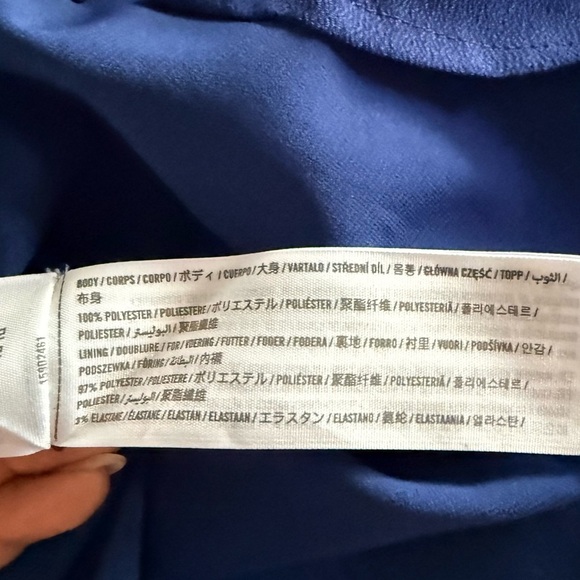 BODY / CORPS / CORPO / ボディ / CUERPO / 大身 / VARTALO / STŘEDNÍ DÍL / 몸통 / GŁÓWNA CZĘŚĆ / TOPP / الثوب /
布身
100% POLYESTER / POLIESTERE / ポリエステル / POLIÉSTER / 聚酯纤维 / POLYESTERIÄ / 폴리에스테르 /
POLIESTER / البوليستر / 聚酯纖維
LINING / DOUBLURE / FOR / VOERING / FUTTER / FODER / FODERA / 裏地 / FORRO / 衬里 / VUORI / PODŠÍVKA / 안감 /
PODSZEWKA / FÔRING / البطانة / 內襯
97% POLYESTER / POLIESTERE / ポリエステル / POLIÉSTER / 聚酯纤维 / POLYESTERIÄ / 폴리에스테르 /
POLIESTER / البوليستر / 聚酯纖維
3% ELASTANE / ÉLASTANE / ELASTAN / ELASTAAN / エラスタン / ELASTANO / 氨纶 / ELASTAANIA / 엘라스탄 /
15902461